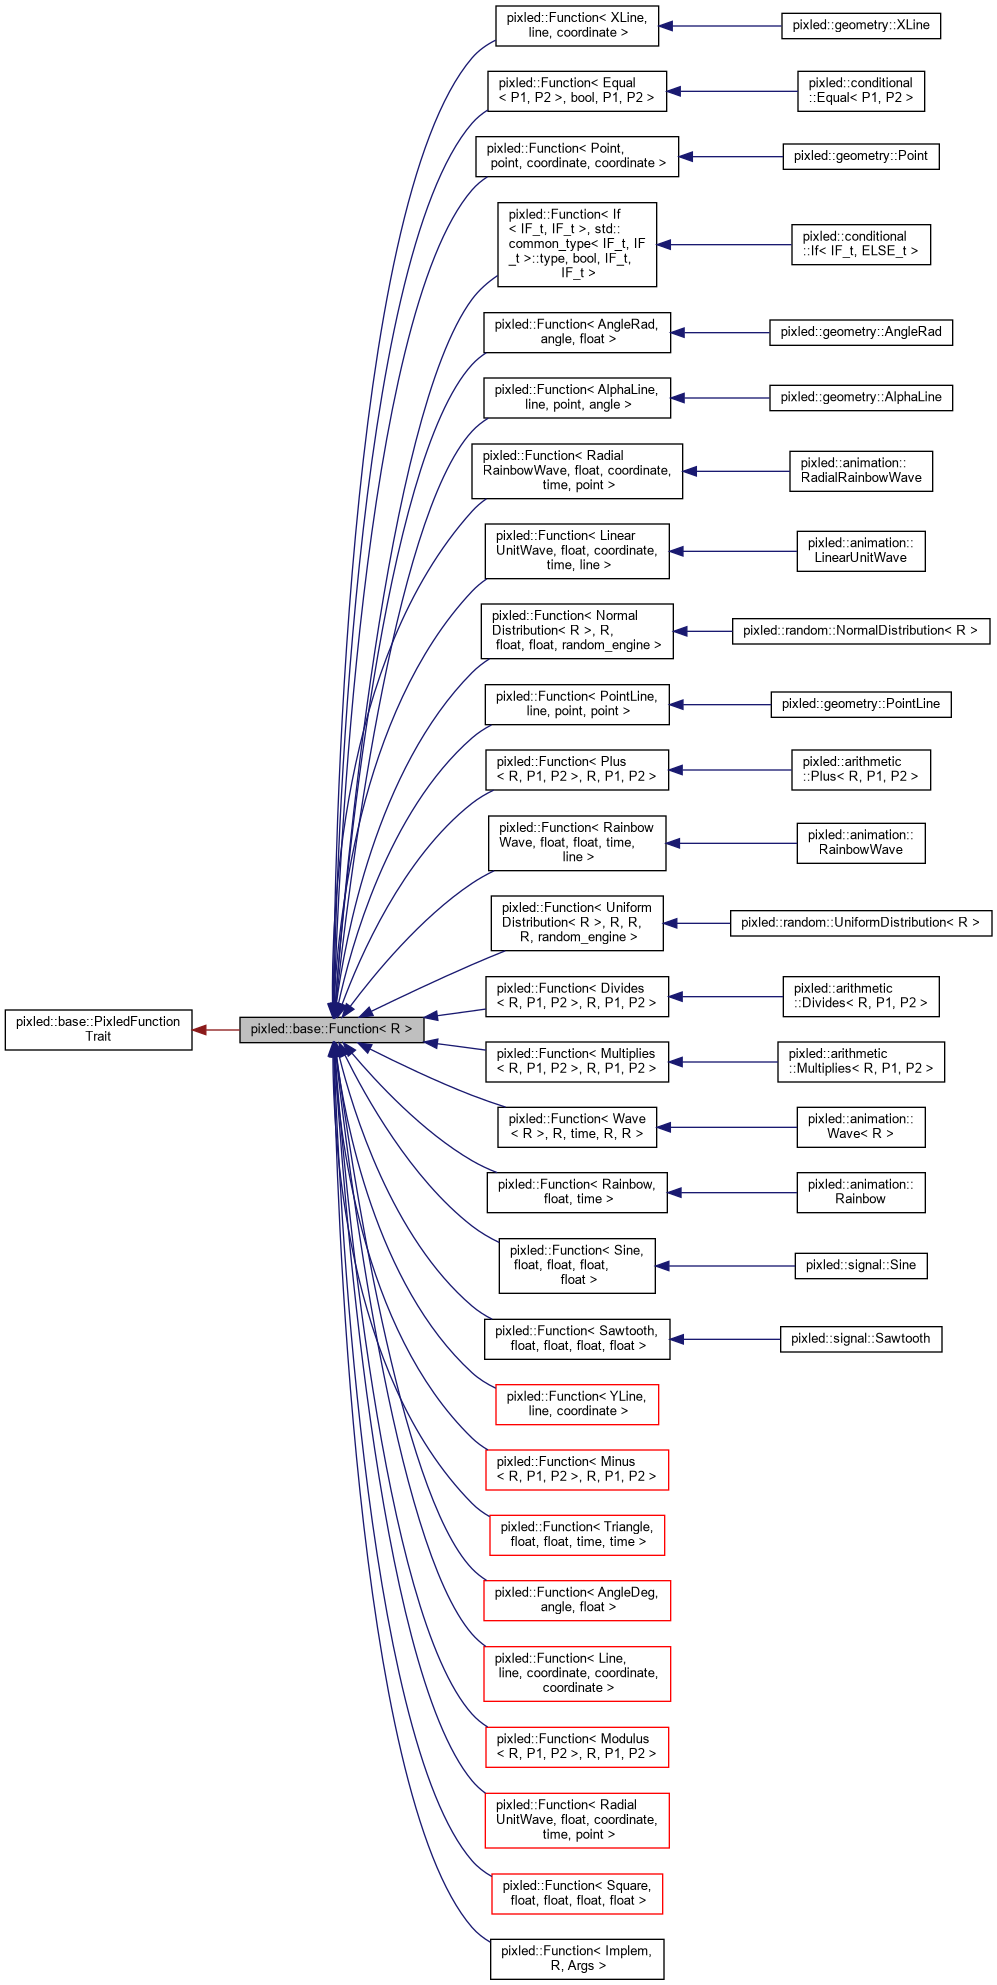 pixled::base::PixledFunction
Trait
pixled::base::Function< R >
pixled::Function< XLine,
line, coordinate >
pixled::geometry::XLine
pixled::Function< Equal
< P1, P2 >, bool, P1, P2 >
pixled::conditional
::Equal< P1, P2 >
pixled::Function< Point,
point, coordinate, coordinate >
pixled::geometry::Point
pixled::Function< If
< IF_t, IF_t >, std::
common_type< IF_t, IF
_t >::type, bool, IF_t,
IF_t >
pixled::conditional
::If< IF_t, ELSE_t >
pixled::Function< AngleRad,
angle, float >
pixled::geometry::AngleRad
pixled::Function< AlphaLine,
line, point, angle >
pixled::geometry::AlphaLine
pixled::Function< Radial
RainbowWave, float, coordinate,
time, point >
pixled::animation::
RadialRainbowWave
pixled::Function< Linear
UnitWave, float, coordinate,
time, line >
pixled::animation::
LinearUnitWave
pixled::Function< Normal
Distribution< R >, R,
float, float, random_engine >
pixled::random::NormalDistribution< R >
pixled::Function< PointLine,
line, point, point >
pixled::geometry::PointLine
pixled::Function< Plus
< R, P1, P2 >, R, P1, P2 >
pixled::arithmetic
::Plus< R, P1, P2 >
pixled::Function< Rainbow
Wave, float, float, time,
line >
pixled::animation::
RainbowWave
pixled::Function< Uniform
Distribution< R >, R, R,
R, random_engine >
pixled::random::UniformDistribution< R >
pixled::Function< Divides
< R, P1, P2 >, R, P1, P2 >
pixled::arithmetic
::Divides< R, P1, P2 >
pixled::Function< Multiplies
< R, P1, P2 >, R, P1, P2 >
pixled::arithmetic
::Multiplies< R, P1, P2 >
pixled::Function< Wave
< R >, R, time, R, R >
pixled::animation::
Wave< R >
pixled::Function< Rainbow,
float, time >
pixled::animation::
Rainbow
pixled::Function< Sine,
float, float, float,
float >
pixled::signal::Sine
pixled::Function< Sawtooth,
float, float, float, float >
pixled::signal::Sawtooth
pixled::Function< YLine,
line, coordinate >
pixled::Function< Minus
< R, P1, P2 >, R, P1, P2 >
pixled::Function< Triangle,
float, float, time, time >
pixled::Function< AngleDeg,
angle, float >
pixled::Function< Line,
line, coordinate, coordinate,
coordinate >
pixled::Function< Modulus
< R, P1, P2 >, R, P1, P2 >
pixled::Function< Radial
UnitWave, float, coordinate,
time, point >
pixled::Function< Square,
float, float, float, float >
pixled::Function< Implem,
R, Args >